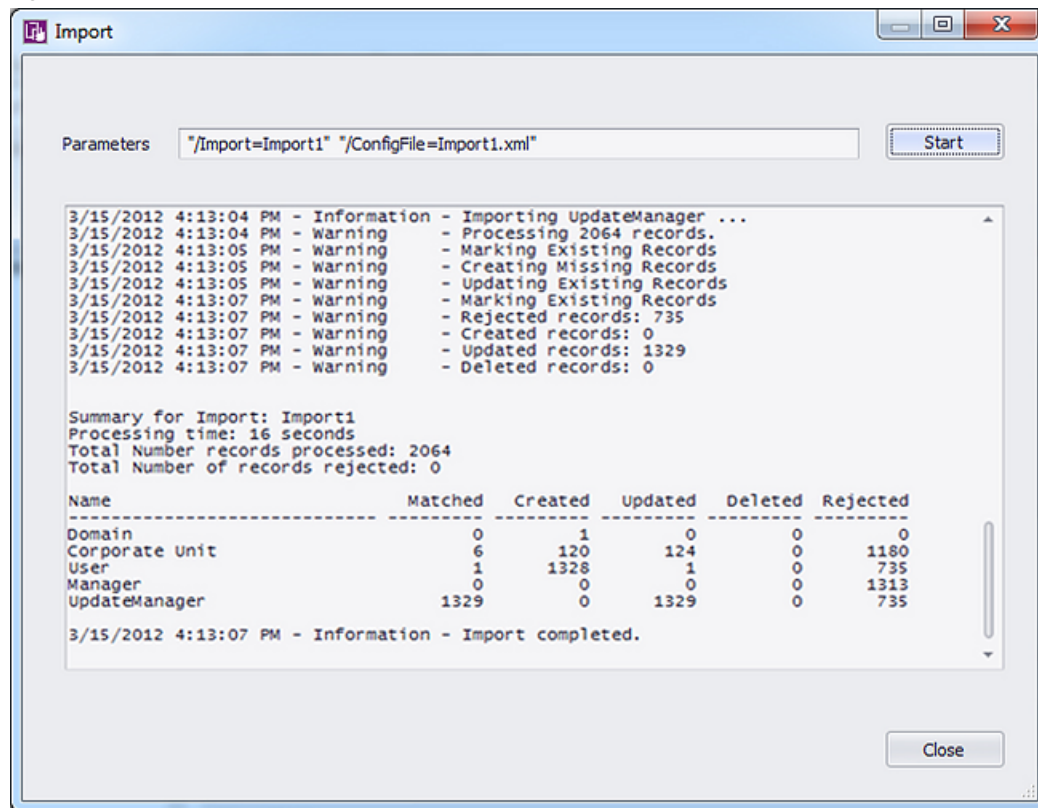 Import
Parameters "/Import=Import1" "/ConfigFile=Import1.xml" Start
3/15/2012 4:13:04 PM - Information - Importing UpdateManager ...
3/15/2012 4:13:04 PM - Warning - Processing 2064 records.
3/15/2012 4:13:05 PM - Warning - Marking Existing Records
3/15/2012 4:13:05 PM - Warning - Creating Missing Records
3/15/2012 4:13:05 PM - Warning - Updating Existing Records
3/15/2012 4:13:07 PM - Warning - Marking Existing Records
3/15/2012 4:13:07 PM - Warning - Rejected records: 735
3/15/2012 4:13:07 PM - Warning - Created records: 0
3/15/2012 4:13:07 PM - Warning - Updated records: 1329
3/15/2012 4:13:07 PM - Warning - Deleted records: 0
Summary for Import: Import1
Processing time: 16 seconds
Total Number records processed: 2064
Total Number of records rejected: 0
Name Matched Created Updated Deleted Rejected
------------------------------ --------- --------- --------- --------- ---------
Domain 0 1 0 0 0
Corporate Unit 6 120 124 0 1180
User 1 1328 1 0 735
Manager 0 0 0 0 1313
UpdateManager 1329 0 1329 0 735
3/15/2012 4:13:07 PM - Information - Import completed.
Close